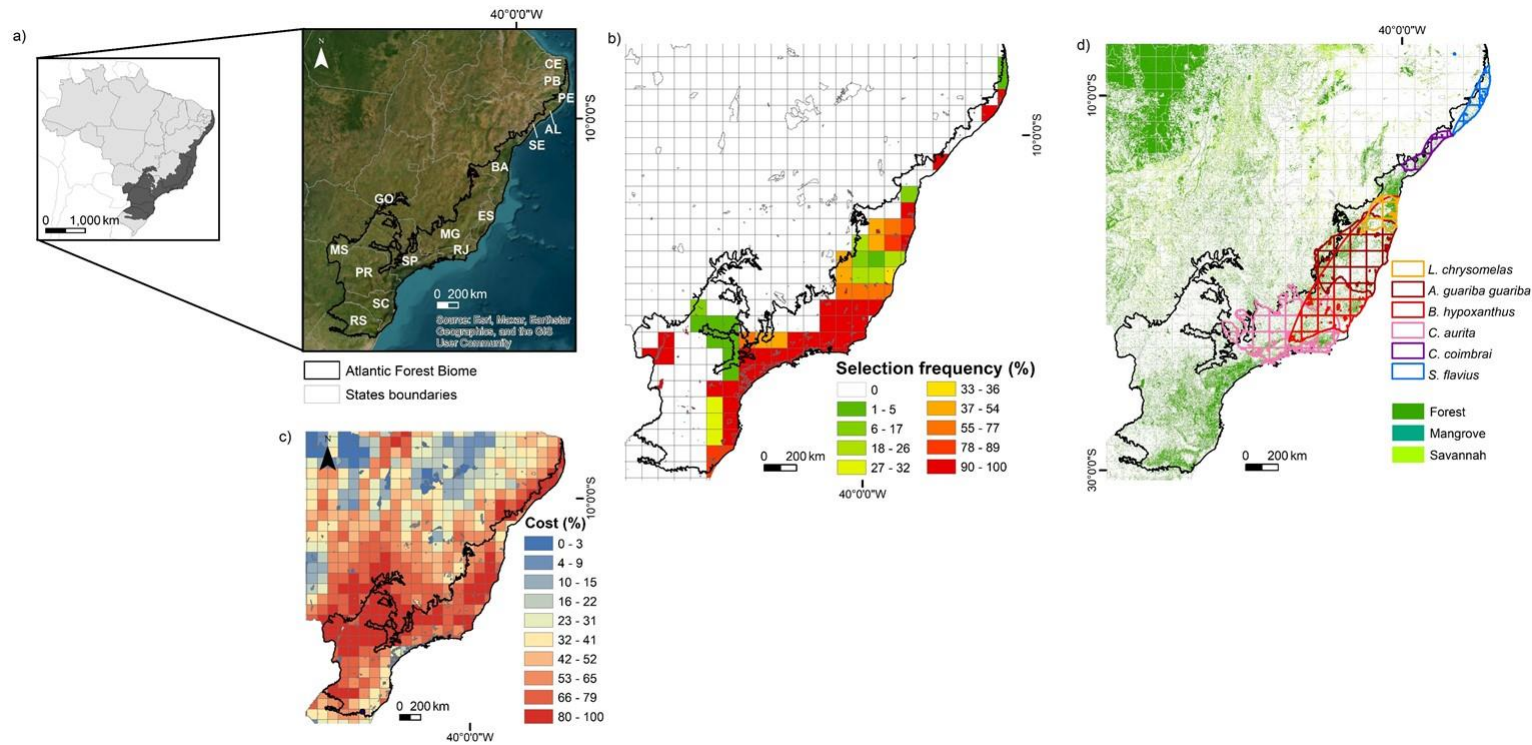 a)
0 1,000 km
40°0'0"W
N
CE
PB
PE
AL
SE
BA
GO
ES
MG
MS
RJ
SP
PR
SC
RS
0 200 km
Source: Esri, Maxar, Earthstar
Geographics, and the GIS
User Community
10°0'0"S
Atlantic Forest Biome
States boundaries
b)
10°0'0"S
Selection frequency (%)
0
1 - 5
6 - 17
18 - 26
27 - 32
33 - 36
37 - 54
55 - 77
78 - 89
90 - 100
0 200 km
40°0'0"W
c)
N
10°0'0"S
Cost (%)
0 - 3
4 - 9
10 - 15
16 - 22
23 - 31
32 - 41
42 - 52
53 - 65
66 - 79
80 - 100
0 200 km
40°0'0"W
d)
40°0'0"W
10°0'0"S
L. chrysomelas
A. guariba guariba
B. hypoxanthus
C. aurita
C. coimbrai
S. flavius
Forest
Mangrove
Savannah
0 200 km
30°0'0"S